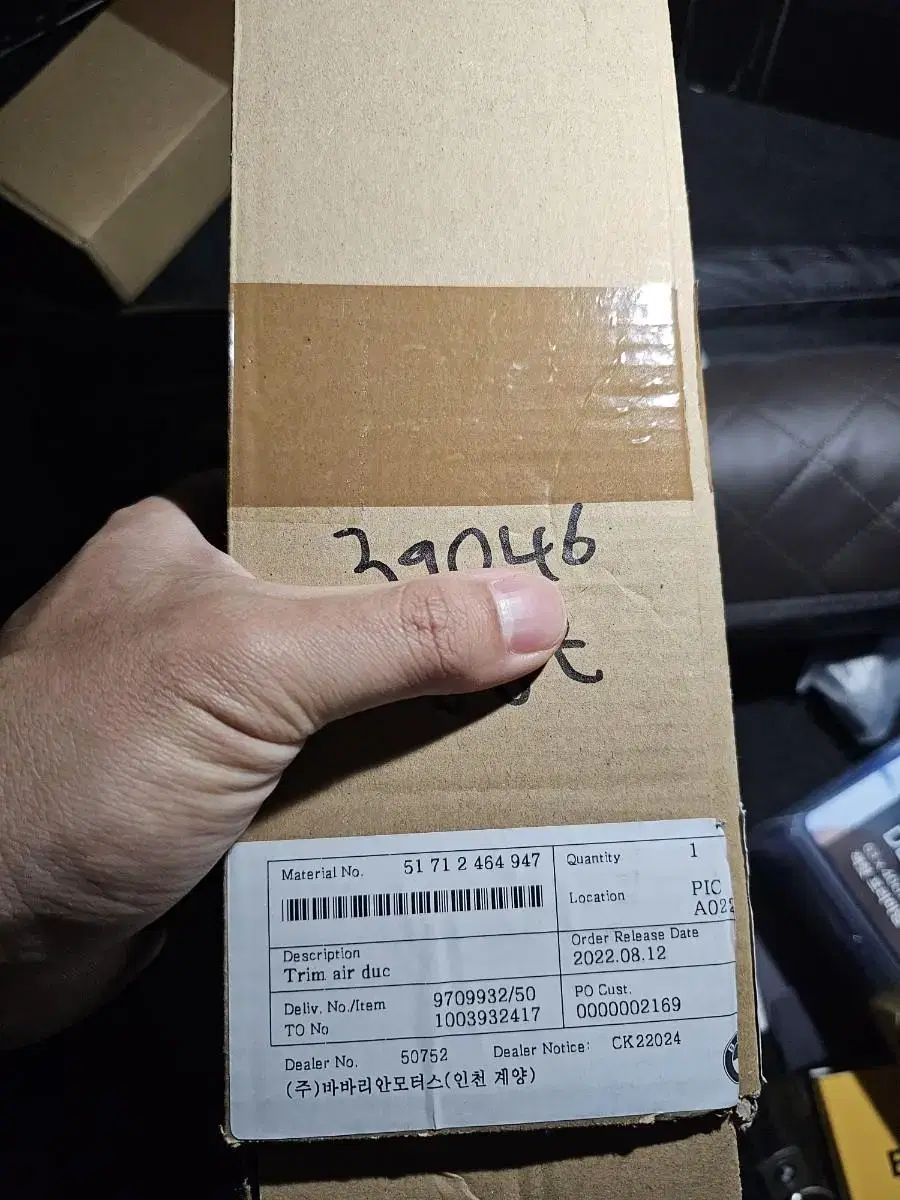 39046
Material No. 51 71 2 464 947
Quantity 1
Location PIC
A022
Description
Trim air duc
Order Release Date
2022.08.12
Deliv. No./Item 9709932/50
TO No 1003932417
PO Cust.
0000002169
Dealer No. 50752 Dealer Notice: CK22024
(주)바바리안모터스(인천 계양)